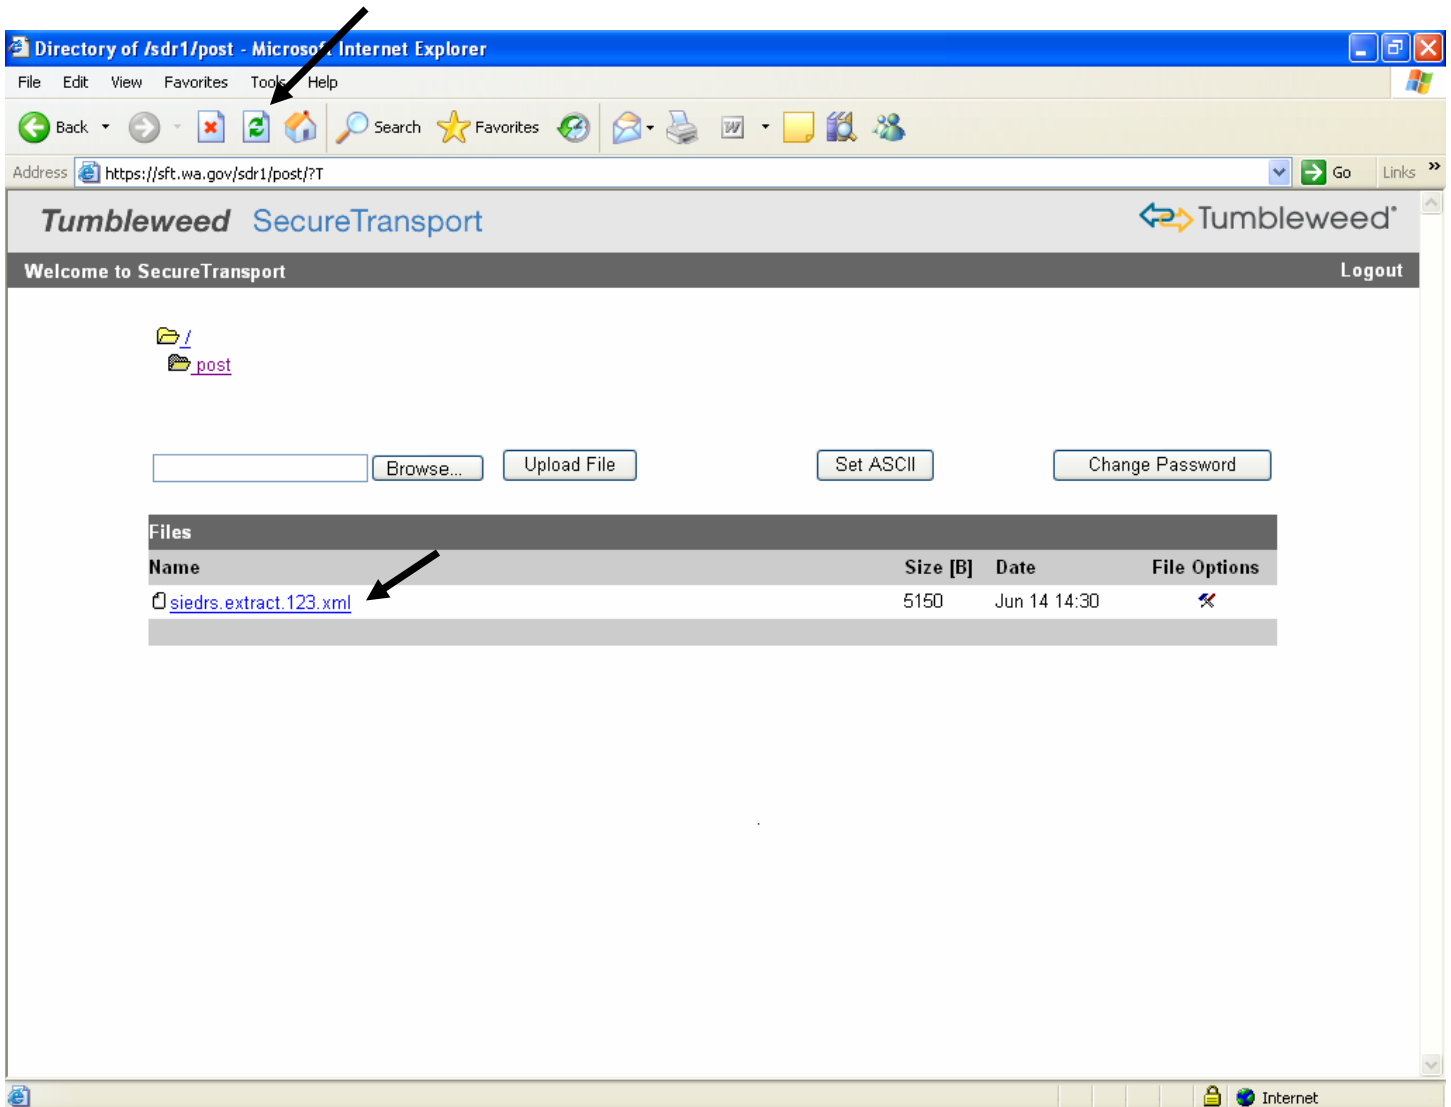 Directory of /sdr1/post - Microsoft Internet Explorer
File Edit View Favorites Tools Help
Back Search Favorites
Address https://sft.wa.gov/sdr1/post/?T Go Links »
Tumbleweed SecureTransport Tumbleweed
Welcome to SecureTransport Logout
/
post
Browse... Upload File Set ASCII Change Password
Files
Name Size [B] Date File Options
siedrs.extract.123.xml 5150 Jun 14 14:30
Internet